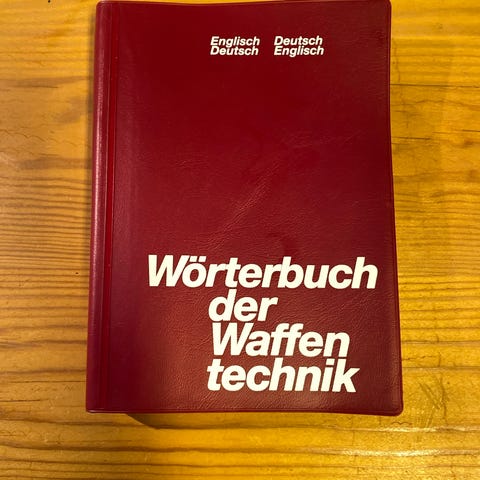 Englisch Deutsch
Deutsch Englisch
Wörterbuch
der
Waffen
technik